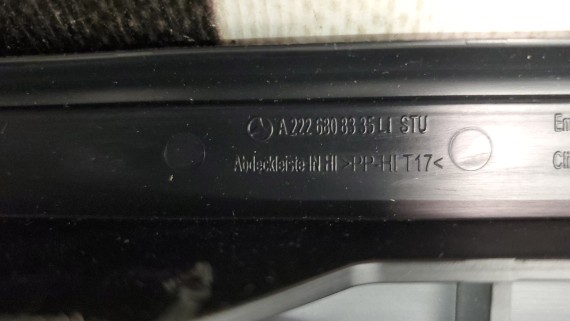 A 222 680 83 35 LI STU
Abdeckleiste IN HI >PP-HI T17<